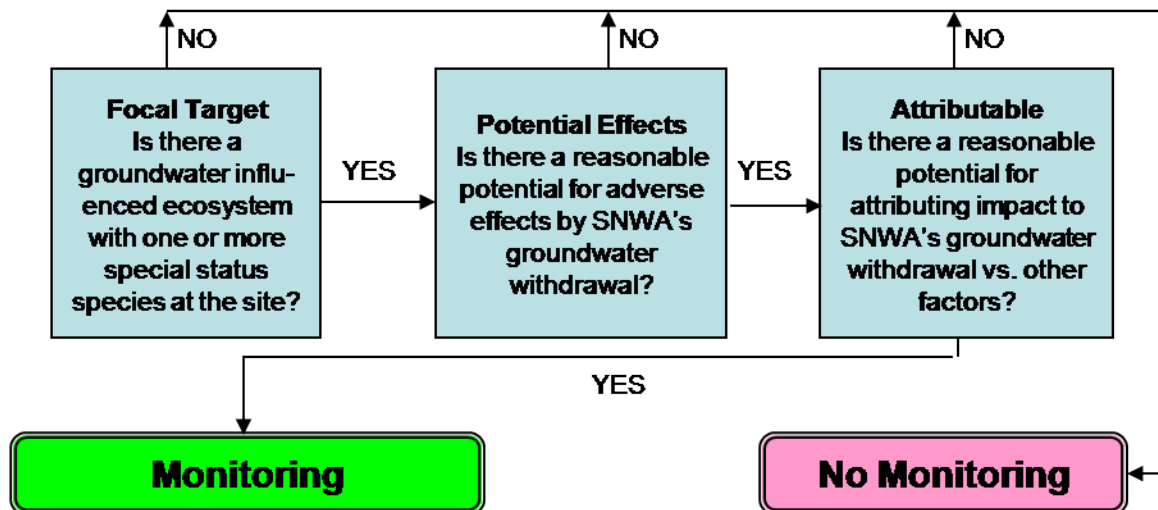 NO
NO
NO
Focal Target
Is there a
groundwater influ-
enced ecosystem
with one or more
special status
species at the site?
YES
Potential Effects
Is there a reasonable
potential for adverse
effects by SNWA's
groundwater
withdrawal?
YES
Attributable
Is there a reasonable
potential for
attributing impact to
SNWA's groundwater
withdrawal vs. other
factors?
YES
Monitoring
No Monitoring